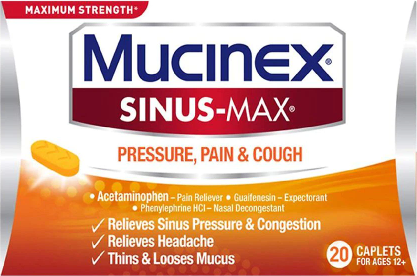 MAXIMUM STRENGTH*
MUCINEX®
SINUS-MAX®
PRESSURE, PAIN & COUGH
• Acetaminophen – Pain Reliever • Guaifenesin – Expectorant
• Phenylephrine HCl – Nasal Decongestant
✓ Relieves Sinus Pressure & Congestion
✓ Relieves Headache
✓ Thins & Looses Mucus
20 CAPLETS
FOR AGES 12+